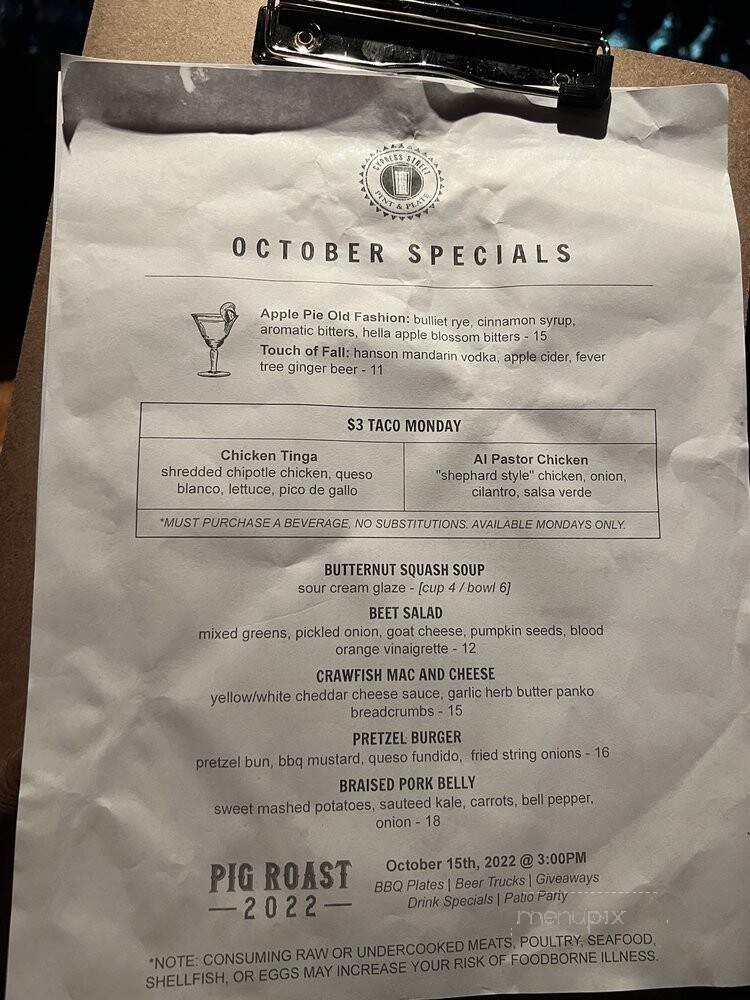 CYPRESS STREET
PINT & PLATE
OCTOBER SPECIALS
Apple Pie Old Fashion: bulliet rye, cinnamon syrup,
aromatic bitters, hella apple blossom bitters - 15
Touch of Fall: hanson mandarin vodka, apple cider, fever
tree ginger beer - 11
$3 TACO MONDAY
Chicken Tinga
shredded chipotle chicken, queso
blanco, lettuce, pico de gallo
Al Pastor Chicken
"shephard style" chicken, onion,
cilantro, salsa verde
*MUST PURCHASE A BEVERAGE, NO SUBSTITUTIONS. AVAILABLE MONDAYS ONLY.
BUTTERNUT SQUASH SOUP
sour cream glaze - [cup 4 / bowl 6]
BEET SALAD
mixed greens, pickled onion, goat cheese, pumpkin seeds, blood
orange vinaigrette - 12
CRAWFISH MAC AND CHEESE
yellow/white cheddar cheese sauce, garlic herb butter panko
breadcrumbs - 15
PRETZEL BURGER
pretzel bun, bbq mustard, queso fundido, fried string onions - 16
BRAISED PORK BELLY
sweet mashed potatoes, sauteed kale, carrots, bell pepper,
onion - 18
PIG ROAST
2022
October 15th, 2022 @ 3:00PM
BBQ Plates | Beer Trucks | Giveaways
Drink Specials | Patio Party
menupix
*NOTE: CONSUMING RAW OR UNDERCOOKED MEATS, POULTRY, SEAFOOD,
SHELLFISH, OR EGGS MAY INCREASE YOUR RISK OF FOODBORNE ILLNESS.